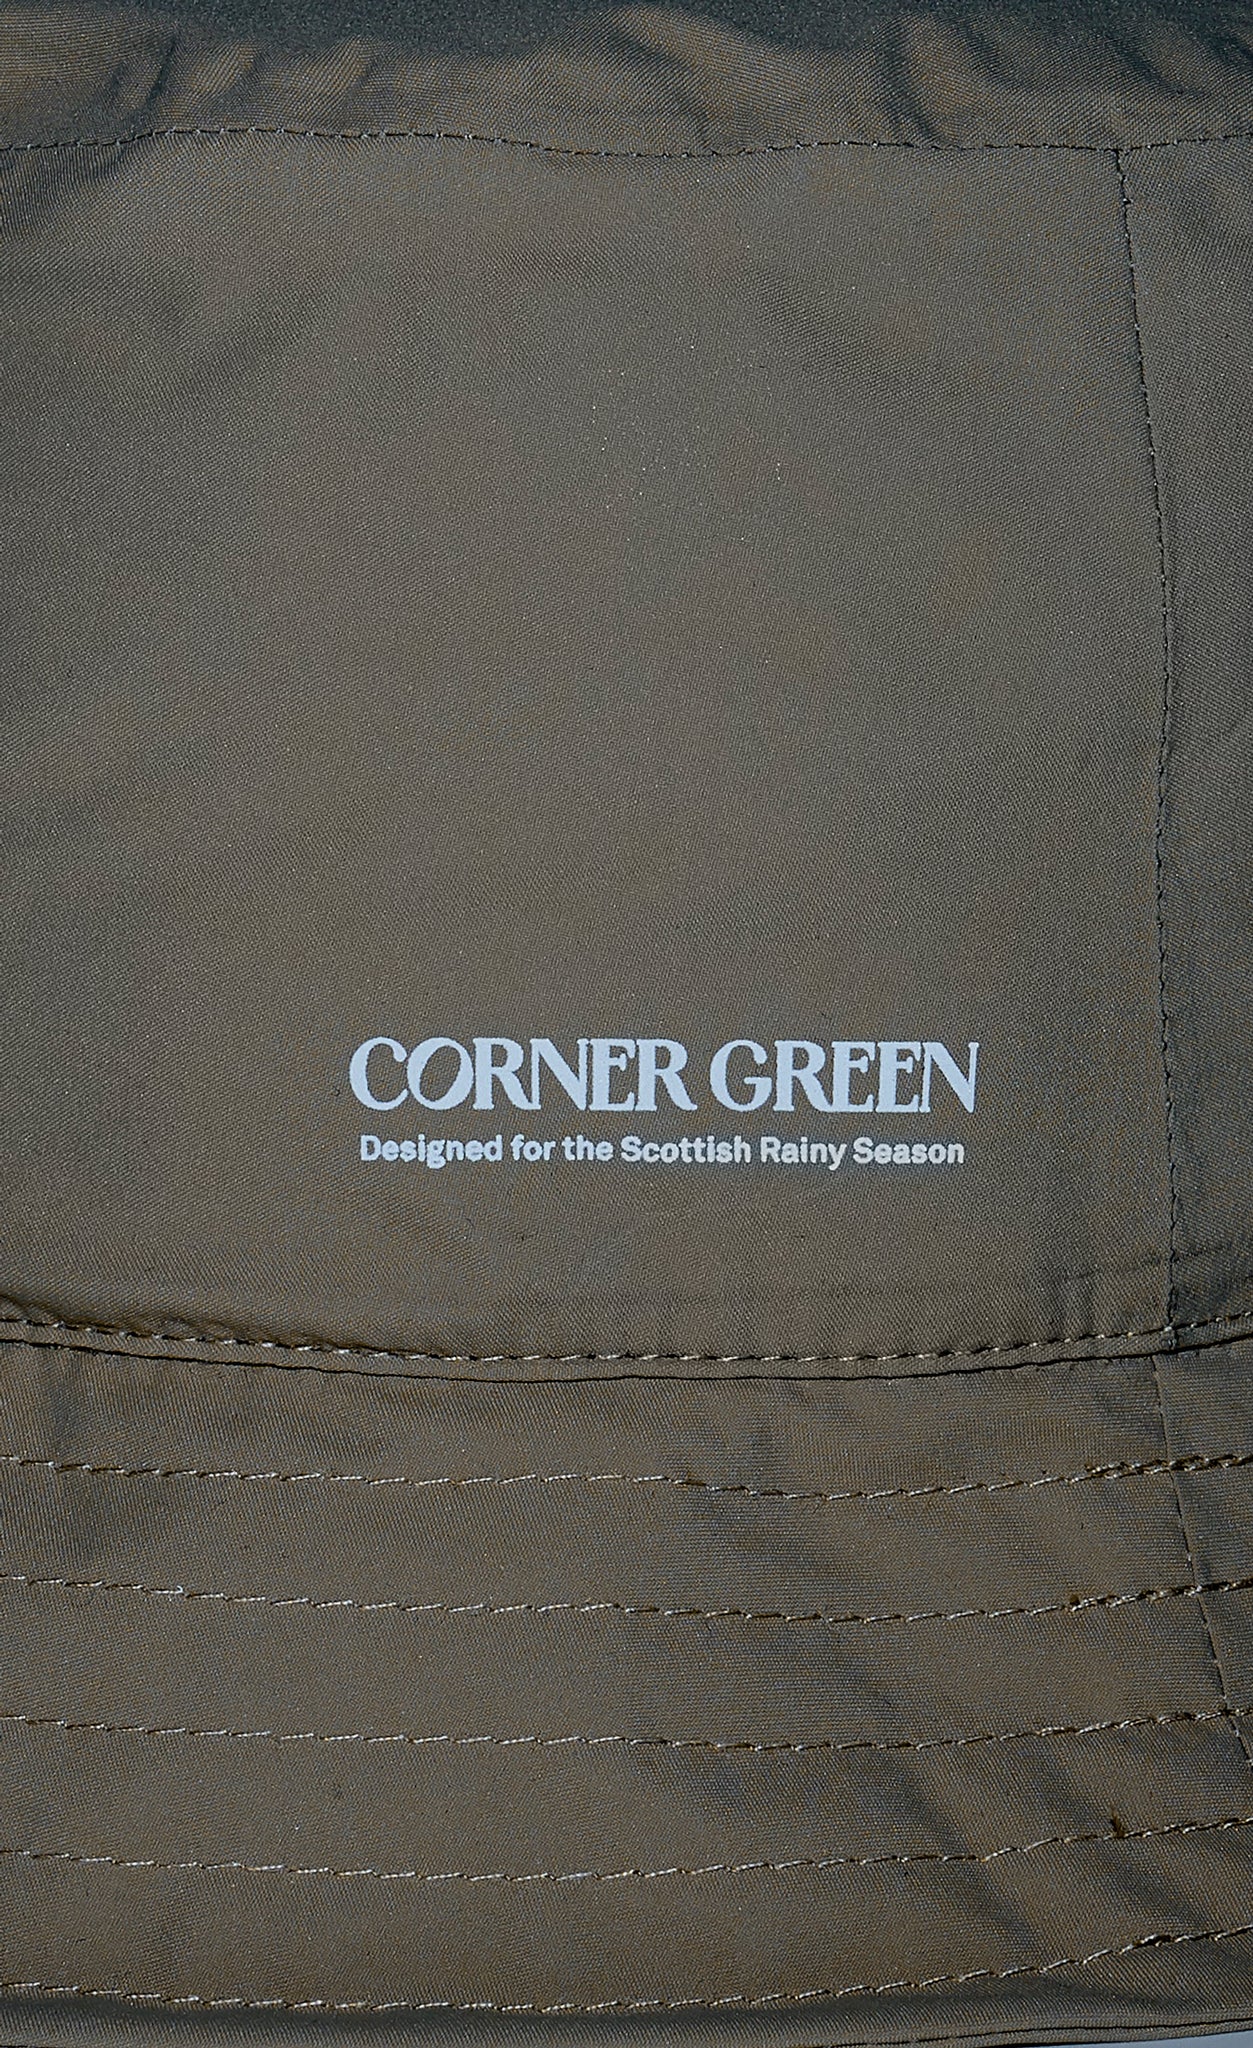 CORNER GREEN
Designed for the Scottish Rainy Season